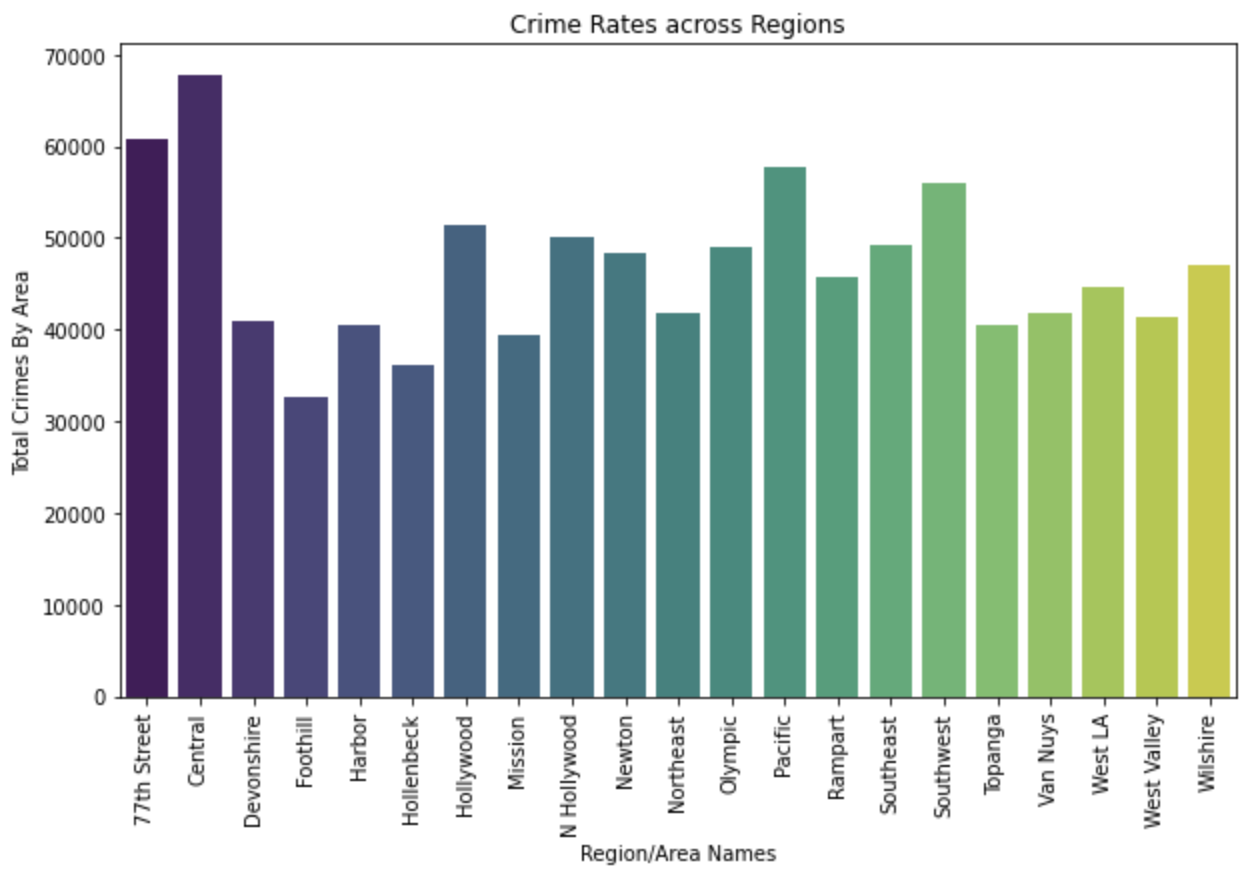 Crime Rates across Regions
Total Crimes By Area
70000
60000
50000
40000
30000
20000
10000
0
77th Street
Central
Devonshire
Foothill
Harbor
Hollenbeck
Hollywood
Mission
N Hollywood
Newton
Northeast
Olympic
Pacific
Rampart
Southeast
Southwest
Topanga
Van Nuys
West LA
West Valley
Wilshire
Region/Area Names